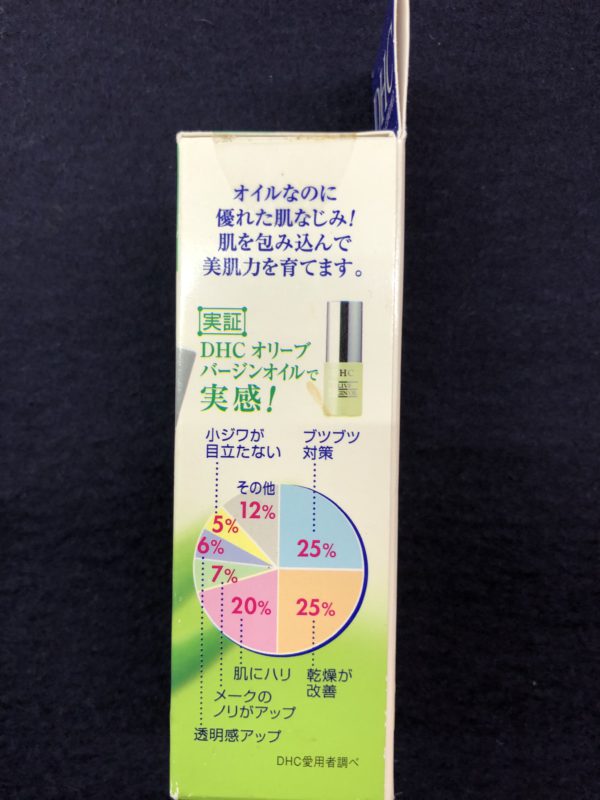 DHC
オイルなのに
優れた肌なじみ!
肌を包み込んで
美肌力を育てます。
実証
DHC オリーブ
バージンオイルで
実感!
小ジワが
目立たない
ブツブツ
対策
その他
12%
5%
6%
7%
20%
25%
25%
肌にハリ
乾燥が
改善
メークの
ノリがアップ
透明感アップ
DHC愛用者調べ